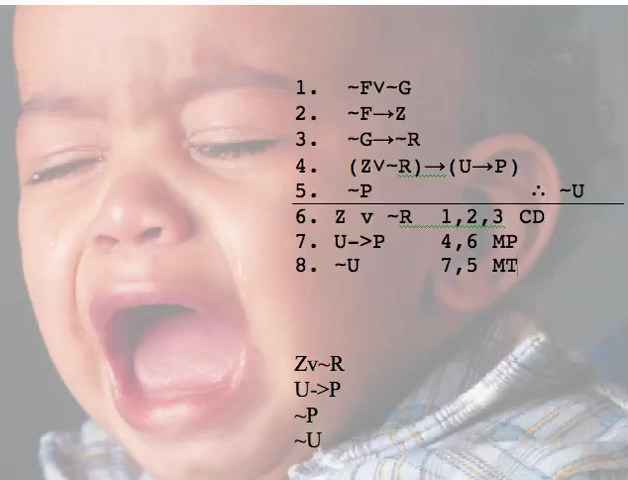 1. ~F∨~G
2. ~F→Z
3. ~G→~R
4. (Z∨~R)→(U→P)
5. ~P ∴ ~U
6. Z v ~R 1,2,3 CD
7. U->P 4,6 MP
8. ~U 7,5 MT
Zv~R
U->P
~P
~U